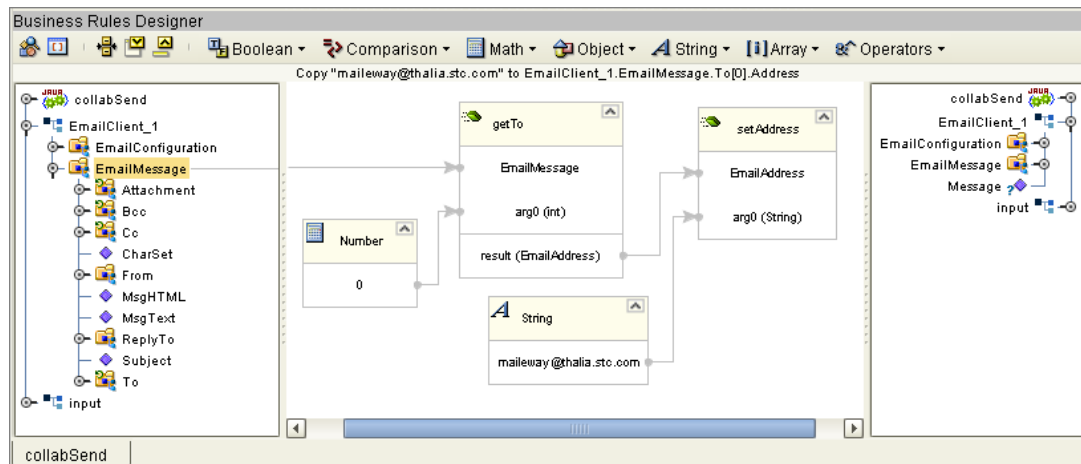 Business Rules Designer
Boolean Comparison Math Object String Array Operators
Copy "maileway@thalia.stc.com" to EmailClient_1.EmailMessage.To[0].Address
JAVA
collabSend
EmailClient_1
EmailConfiguration
EmailMessage
Attachment
Bcc
Cc
CharSet
From
MsgHTML
MsgText
ReplyTo
Subject
To
input
getTo
EmailMessage
arg0 (int)
result (EmailAddress)
Number
0
String
maileway@thalia.stc.com
setAddress
EmailAddress
arg0 (String)
JAVA
collabSend
EmailClient_1
EmailConfiguration
EmailMessage
Message
input
collabSend